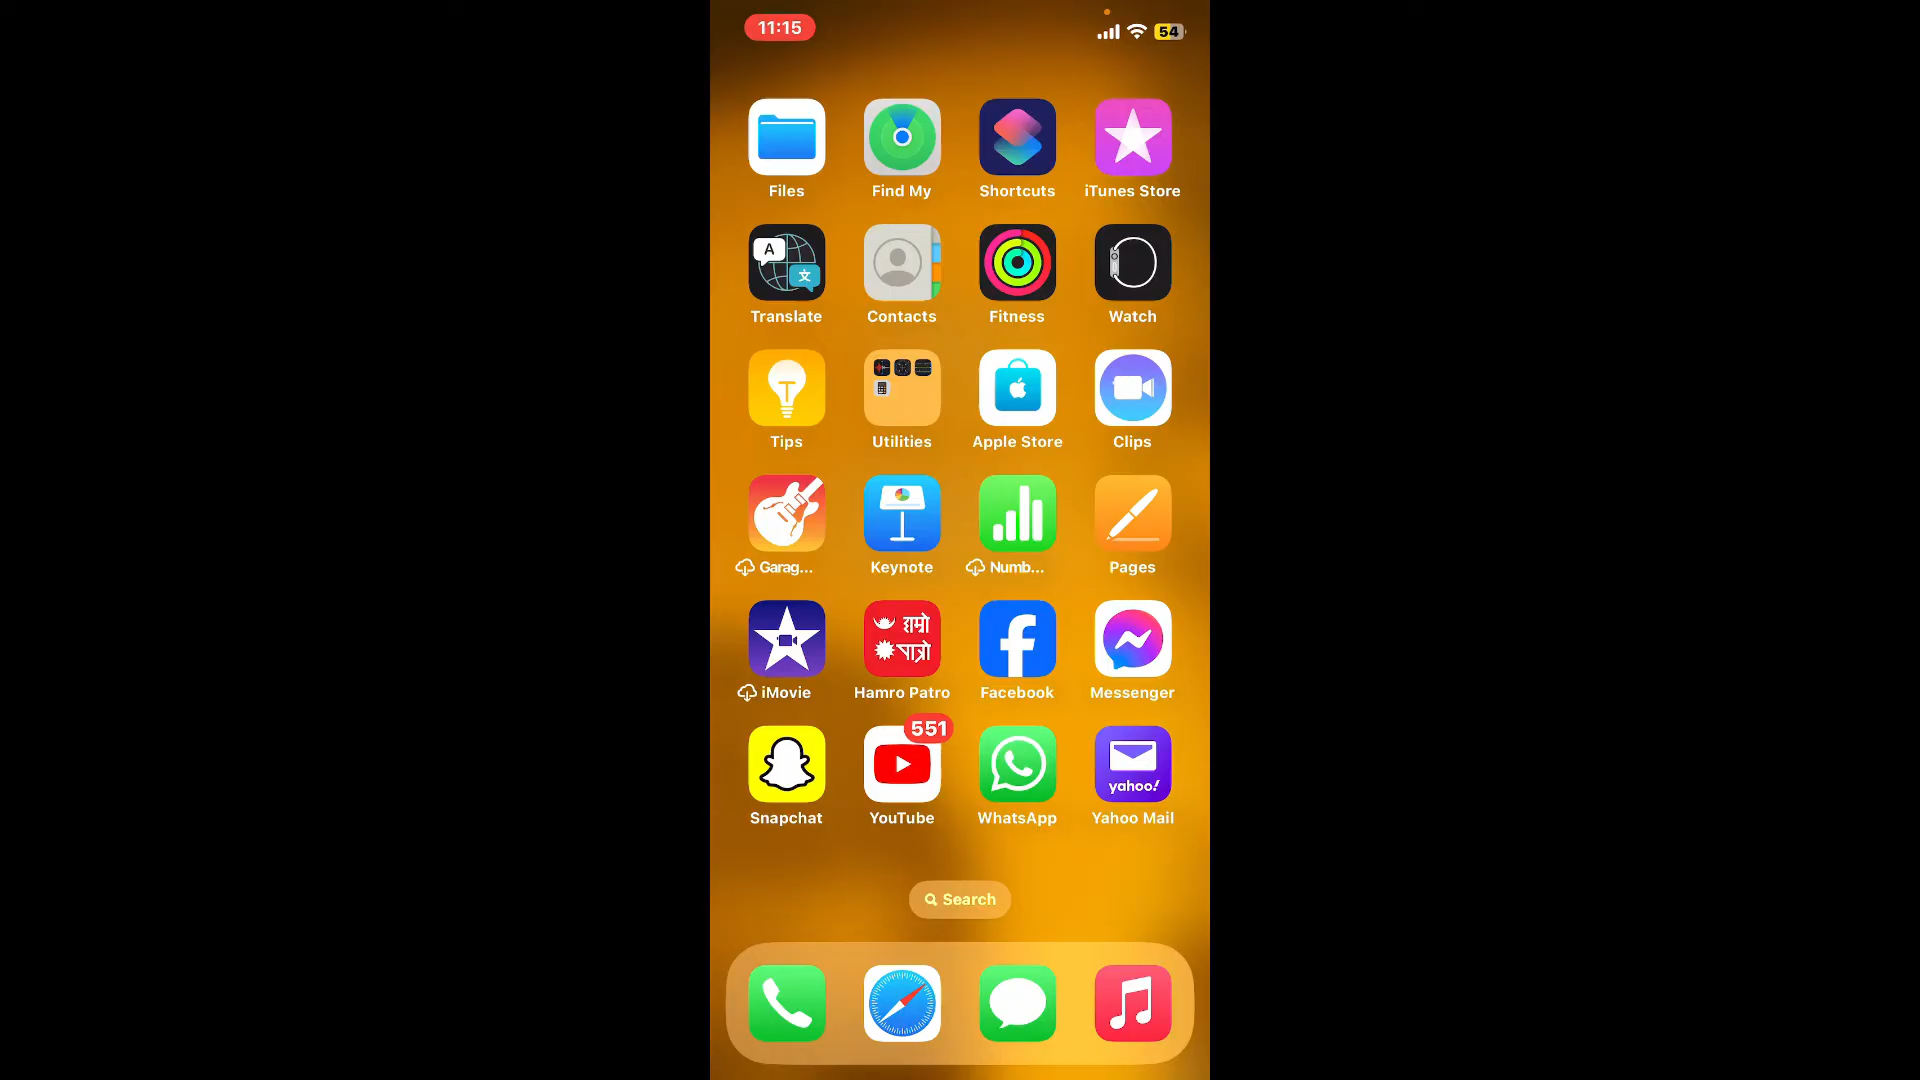 11:15
54
Files
Find My
Shortcuts
iTunes Store
A
文
Translate
Contacts
Fitness
Watch
Tips
Utilities
Apple Store
Clips
Garag...
Keynote
Numb...
Pages
हाम्रो
पात्रो
iMovie
Hamro Patro
Facebook
Messenger
551
yahoo!
Snapchat
YouTube
WhatsApp
Yahoo Mail
Search